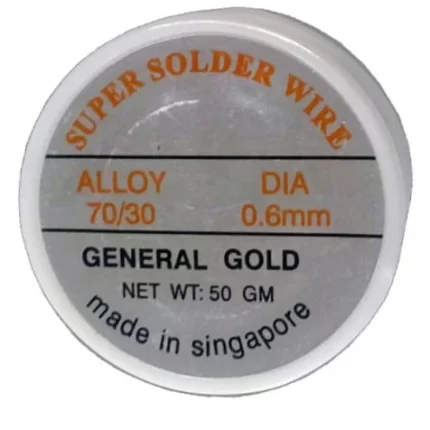 SUPER SOLDER WIRE
ALLOY DIA
70/30 0.6mm
GENERAL GOLD
NET WT: 50 GM
made in singapore